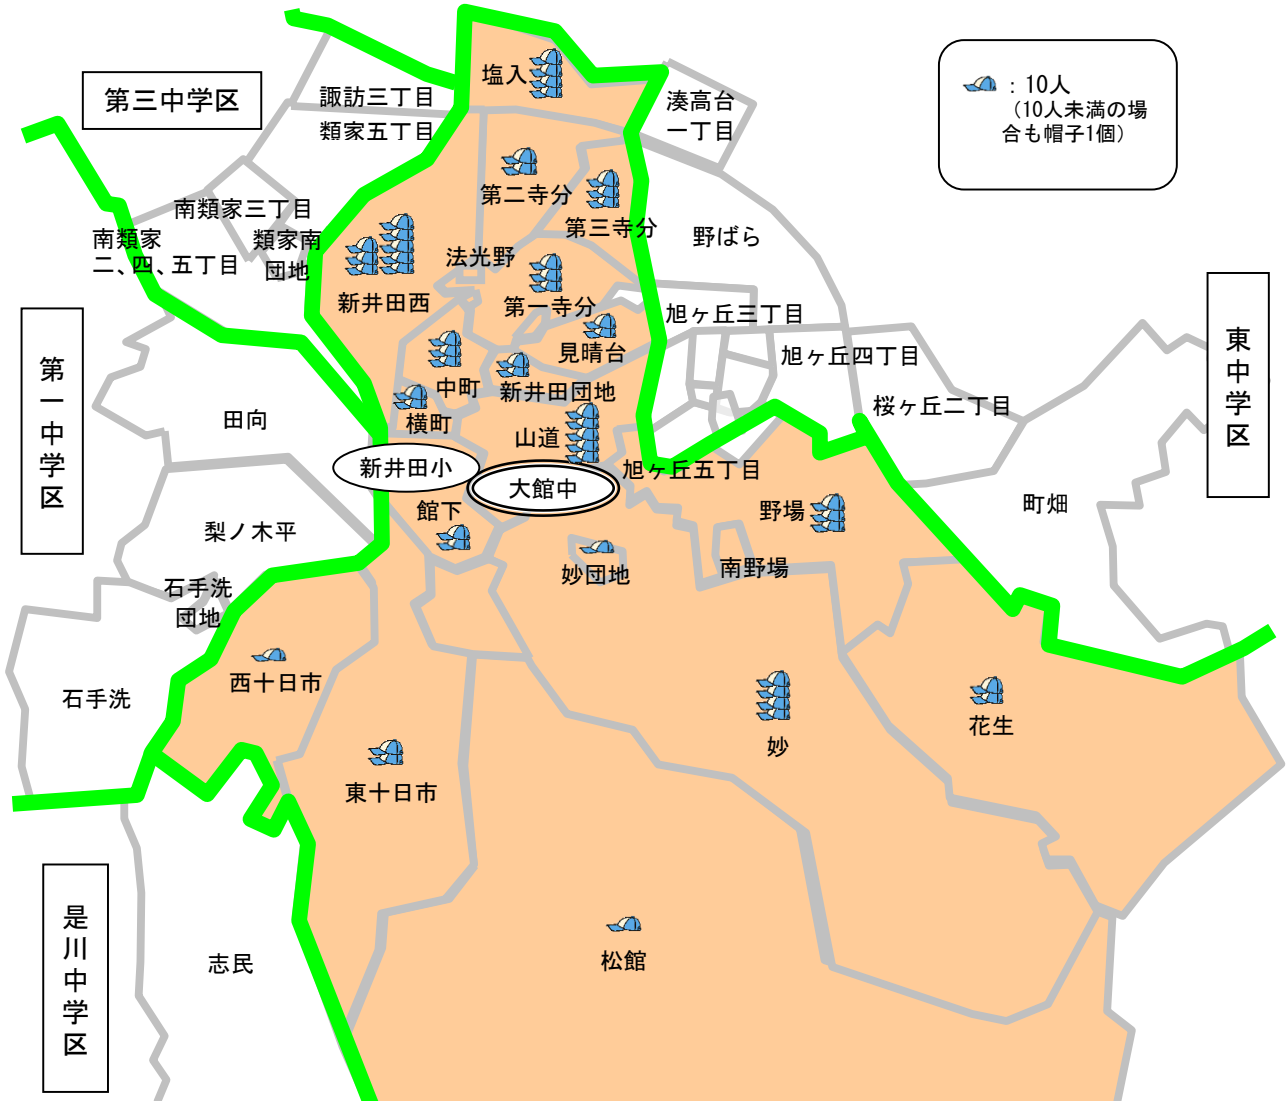 塩入
：10人
（10人未満の場
合も帽子1個）
第三中学区
諏訪三丁目
湊高台
一丁目
類家五丁目
第二寺分
南類家三丁目
第三寺分
南類家
二、四、五丁目
類家南
団地
野ばら
法光野
新井田西
第一寺分
旭ヶ丘三丁目
東中学区
第一中学区
見晴台
旭ヶ丘四丁目
中町
新井田団地
桜ヶ丘二丁目
田向
横町
山道
新井田小
旭ヶ丘五丁目
大館中
館下
野場
町畑
梨ノ木平
妙団地
南野場
石手洗
団地
西十日市
石手洗
花生
妙
東十日市
是川中学区
志民
松館